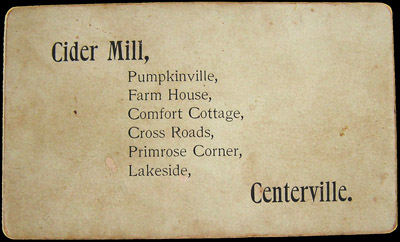 Cider Mill,
Pumpkinville,
Farm House,
Comfort Cottage,
Cross Roads,
Primrose Corner,
Lakeside,
Centerville.